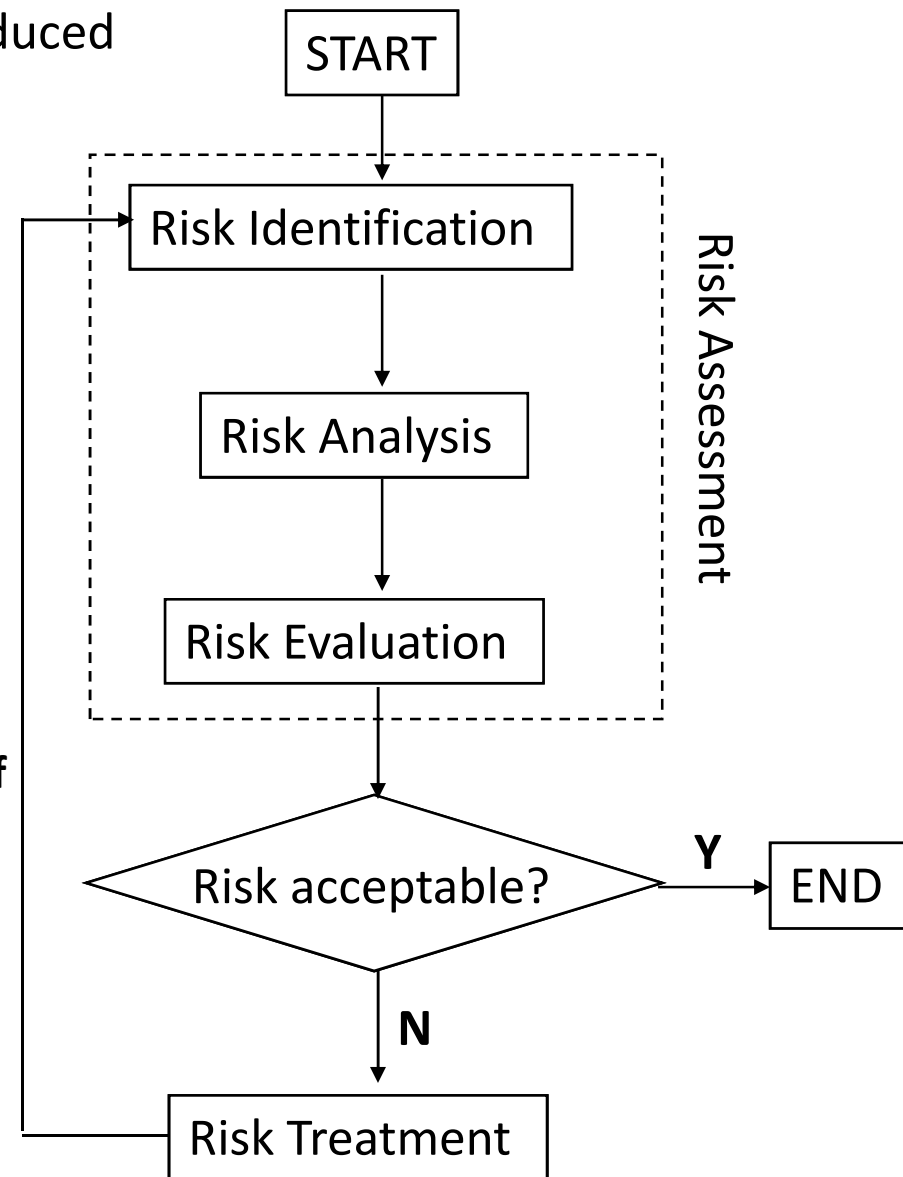 duced
START
Risk Identification
Risk Assessment
Risk Analysis
Risk Evaluation
f
Risk acceptable?
Y
END
N
Risk Treatment